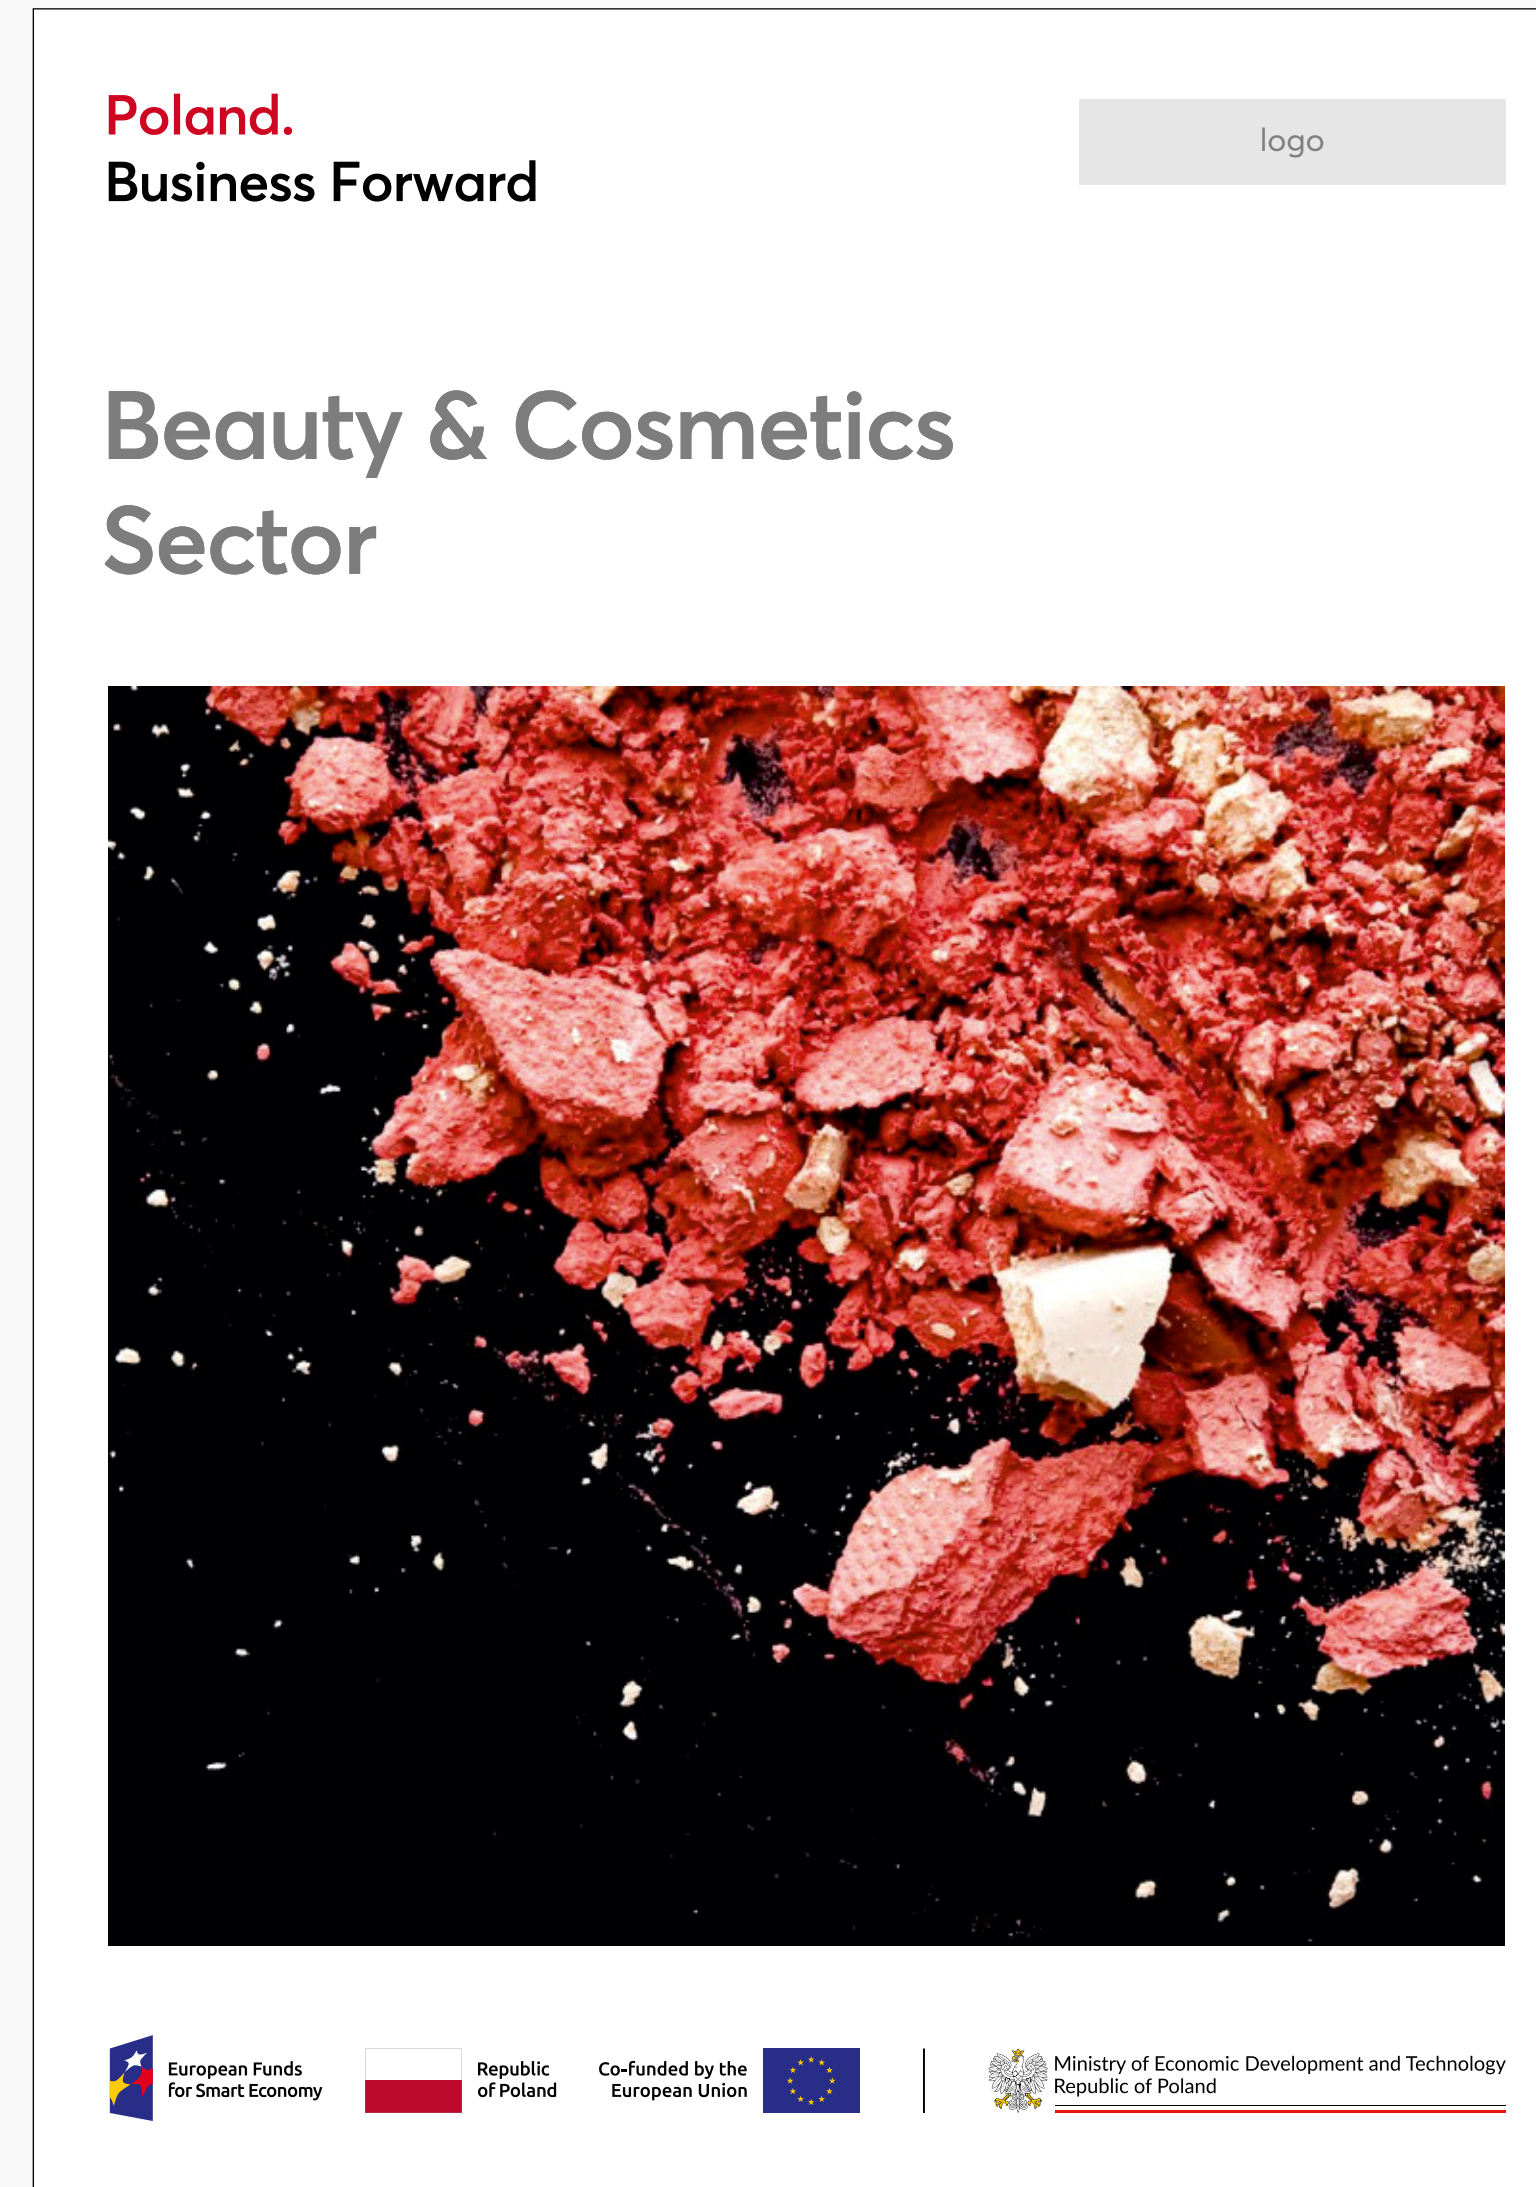 Poland.
Business Forward
logo
Beauty & Cosmetics
Sector
European Funds
for Smart Economy
Republic
of Poland
Co-funded by the
European Union
Ministry of Economic Development and Technology
Republic of Poland